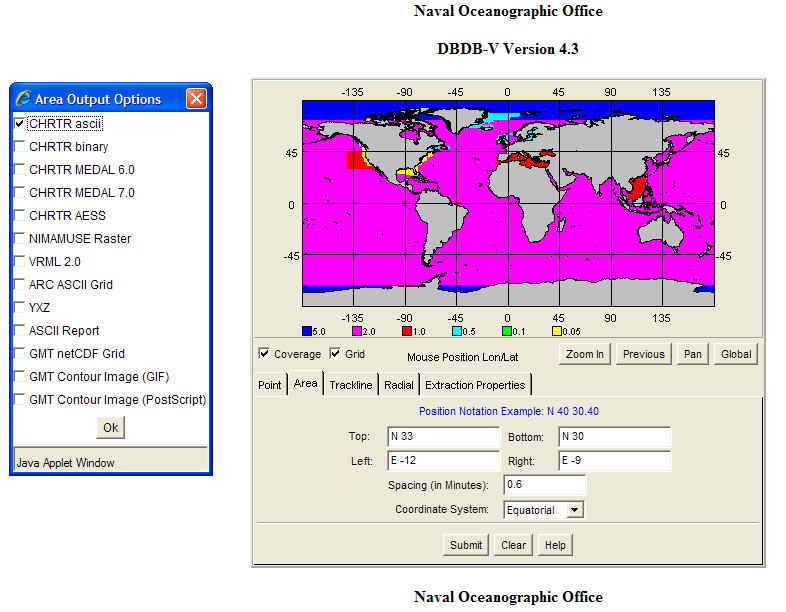 Naval Oceanographic Office
DBDB-V Version 4.3
Area Output Options
CHRTR ascii
CHRTR binary
CHRTR MEDAL 6.0
CHRTR MEDAL 7.0
CHRTR AESS
NIMAMUSE Raster
VRML 2.0
ARC ASCII Grid
YXZ
ASCII Report
GMT netCDF Grid
GMT Contour Image (GIF)
GMT Contour Image (PostScript)
Ok
Java Applet Window
-135 -90 -45 0 45 90 135
45 45
0 0
-45 -45
-135 -90 -45 0 45 90 135
5.0 2.0 1.0 0.5 0.1 0.05
Coverage Grid Mouse Position Lon/Lat Zoom In Previous Pan Global
Point Area Trackline Radial Extraction Properties
Position Notation Example: N 40 30.40
Top: N 33 Bottom: N 30
Left: E -12 Right: E -9
Spacing (in Minutes): 0.6
Coordinate System: Equatorial
Submit Clear Help
Naval Oceanographic Office